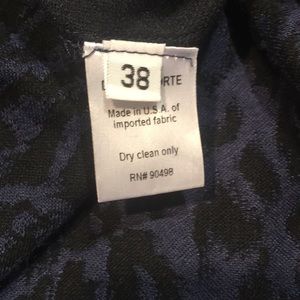 38
Made in U.S.A. of
imported fabric
Dry clean only
RN# 90498